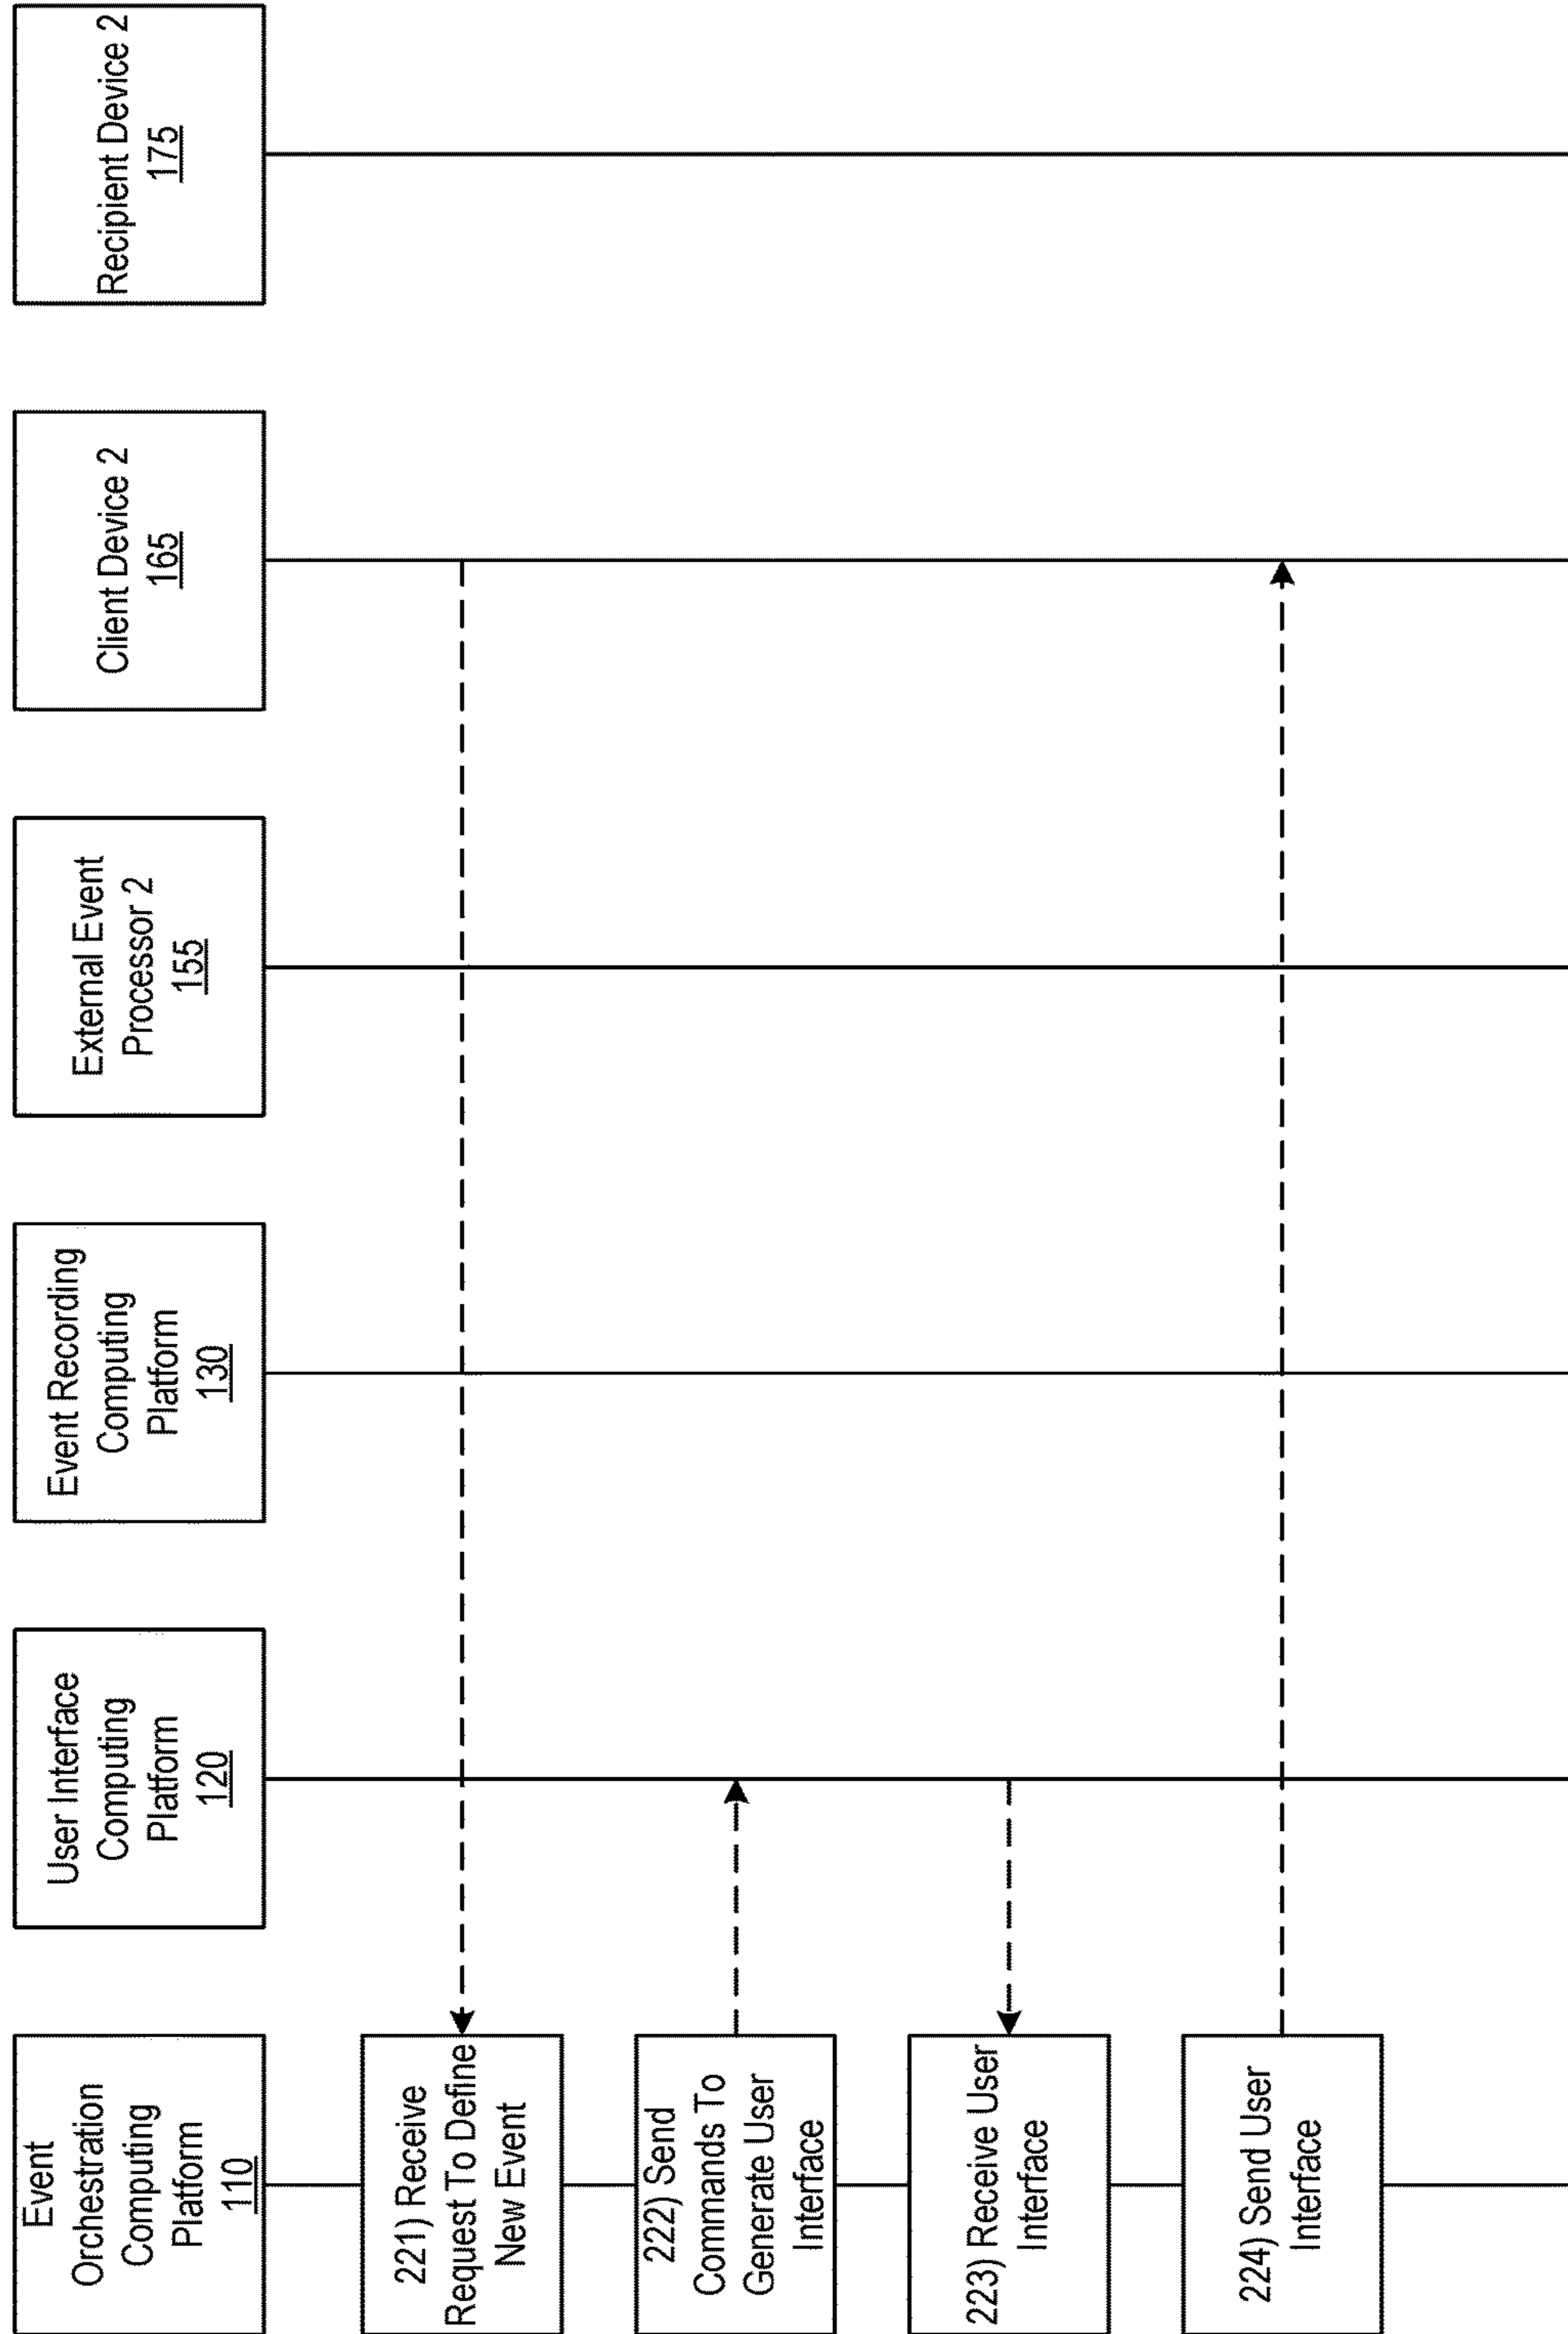 Event
Orchestration
Computing
Platform
110
User Interface
Computing
Platform
120
Event Recording
Computing
Platform
130
External Event
Processor 2
155
Client Device 2
165
Recipient Device 2
175
221) Receive
Request To Define
New Event
222) Send
Commands To
Generate User
Interface
223) Receive User
Interface
224) Send User
Interface